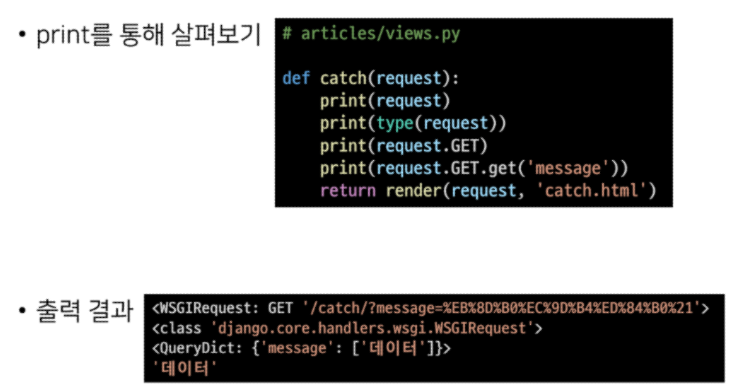 • print를 통해 살펴보기
# articles/views.py
def catch(request):
    print(request)
    print(type(request))
    print(request.GET)
    print(request.GET.get('message'))
    return render(request, 'catch.html')
• 출력 결과
<WSGIRequest: GET '/catch/?message=%EB%8D%B0%EC%9D%B4%ED%84%B0%21'>
<class 'django.core.handlers.wsgi.WSGIRequest'>
<QueryDict: {'message': ['데이터']}>
'데이터'